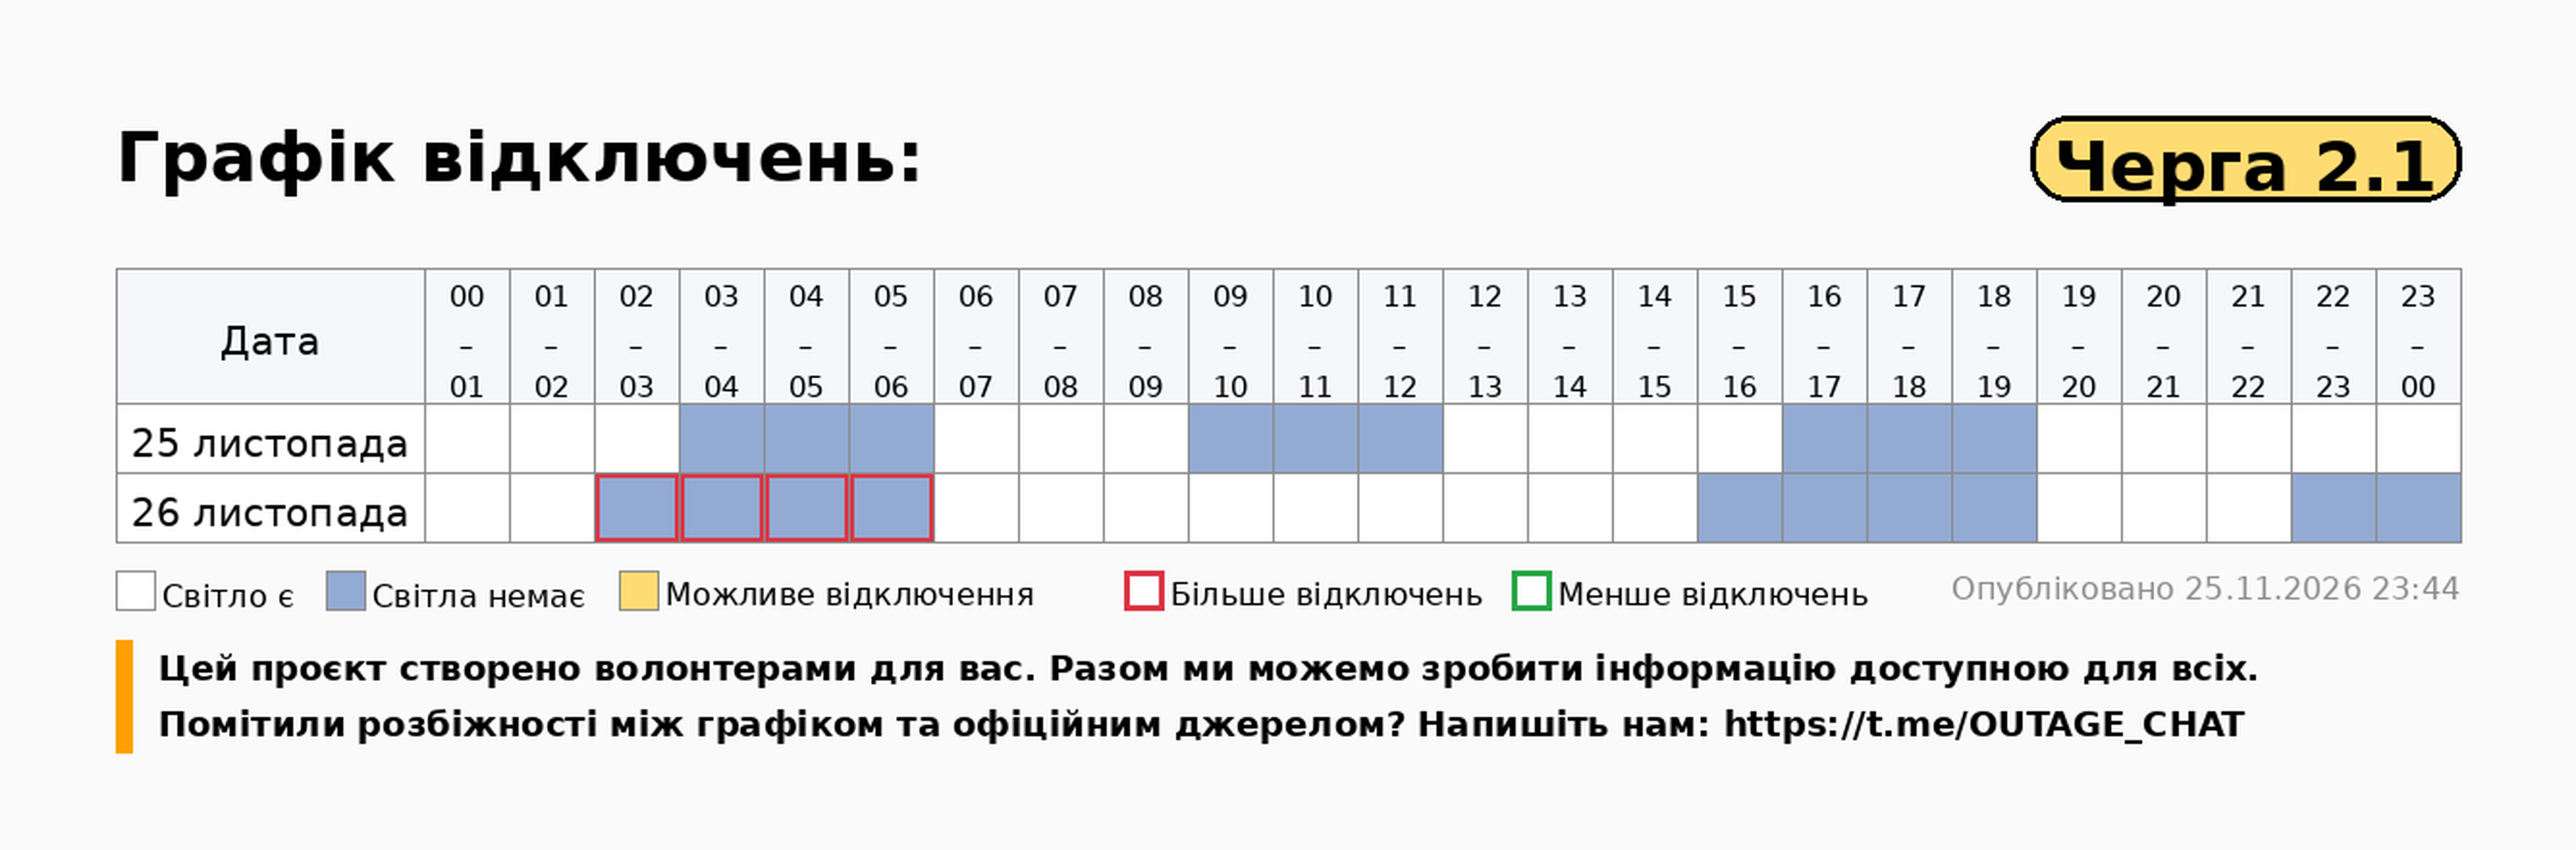 Графік відключень:
Черга 2.1
Дата 00 – 01 01 – 02 02 – 03 03 – 04 04 – 05 05 – 06 06 – 07 07 – 08 08 – 09 09 – 10 10 – 11 11 – 12 12 – 13 13 – 14 14 – 15 15 – 16 16 – 17 17 – 18 18 – 19 19 – 20 20 – 21 21 – 22 22 – 23 23 – 00
25 листопада
26 листопада
Світло є Світла немає Можливе відключення Більше відключень Менше відключень Опубліковано 25.11.2026 23:44
Цей проєкт створено волонтерами для вас. Разом ми можемо зробити інформацію доступною для всіх.
Помітили розбіжності між графіком та офіційним джерелом? Напишіть нам: https://t.me/OUTAGE_CHAT